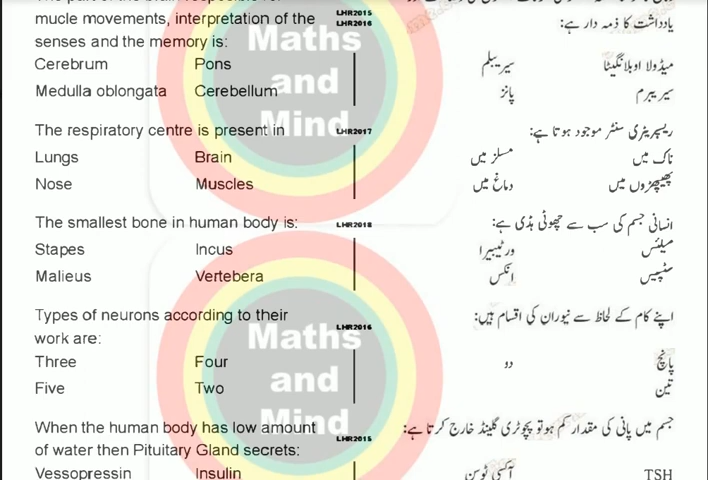 mucle movements, interpretation of the
LHR2015
LHR2016
senses and the memory is:
Cerebrum Pons
Medulla oblongata Cerebellum
یادداشت کا ذمہ دار ہے:
میڈولا اوبلانگیٹا سیریبلم
سیریبرم پانز
The respiratory centre is present in LHR2017
Lungs Brain
Nose Muscles
ریسپریٹری سنٹر موجود ہوتا ہے:
ناک میں مسلز میں
پھیپھڑوں میں دماغ میں
The smallest bone in human body is: LHR2018
Stapes Incus
Malieus Vertebera
انسانی جسم کی سب سے چھوٹی ہڈی ہے:
میلئس ورٹیبیرا
سٹیپس انکس
Types of neurons according to their
LHR2016
work are:
Three Four
Five Two
اپنے کام کے لحاظ سے نیوران کی اقسام ہیں:
پانچ دو
تین
When the human body has low amount
LHR2015
of water then Pituitary Gland secrets:
Vessopressin Insulin
جسم میں پانی کی مقدار کم ہو تو پچوٹری گلینڈ خارج کرتا ہے:
TSH آکسی ٹوسن
Maths
and
Mind
Maths
and
Mind